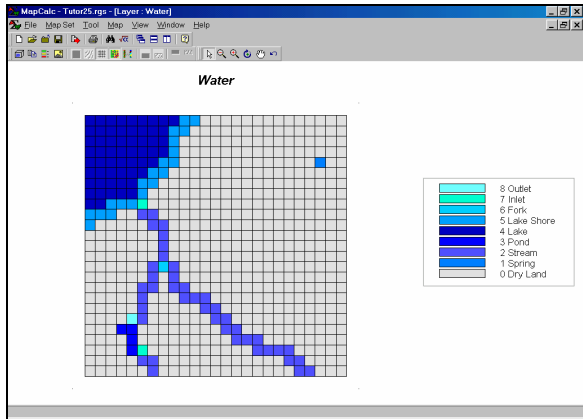 MapCalc - Tutor25.rgs - [Layer : Water]
File Map Set Tool Map View Window Help
Water
8 Outlet
7 Inlet
6 Fork
5 Lake Shore
4 Lake
3 Pond
2 Stream
1 Spring
0 Dry Land